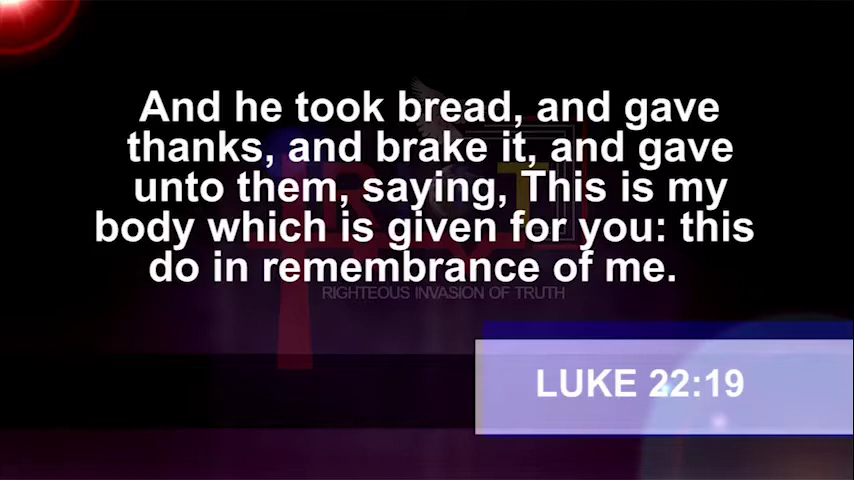 And he took bread, and gave
thanks, and brake it, and gave
unto them, saying, This is my
body which is given for you: this
do in remembrance of me.
RIGHTEOUS INVASION OF TRUTH
LUKE 22:19